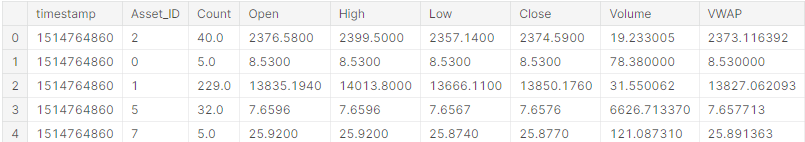 timestamp Asset_ID Count Open High Low Close Volume VWAP
0 1514764860 2 40.0 2376.5800 2399.5000 2357.1400 2374.5900 19.233005 2373.116392
1 1514764860 0 5.0 8.5300 8.5300 8.5300 8.5300 78.380000 8.530000
2 1514764860 1 229.0 13835.1940 14013.8000 13666.1100 13850.1760 31.550062 13827.062093
3 1514764860 5 32.0 7.6596 7.6596 7.6567 7.6576 6626.713370 7.657713
4 1514764860 7 5.0 25.9200 25.9200 25.8740 25.8770 121.087310 25.891363